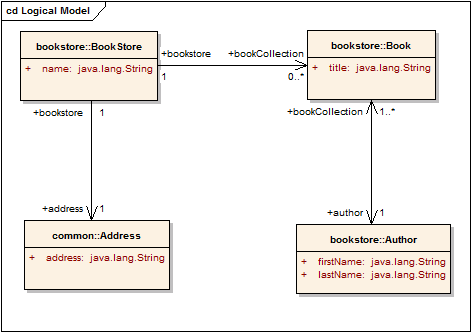 cd Logical Model
bookstore::BookStore
+ name: java.lang.String
+bookstore
+bookCollection
1
0..*
bookstore::Book
+ title: java.lang.String
+bookstore
1
+bookCollection
1..*
+address
1
+author
1
common::Address
+ address: java.lang.String
bookstore::Author
+ firstName: java.lang.String
+ lastName: java.lang.String